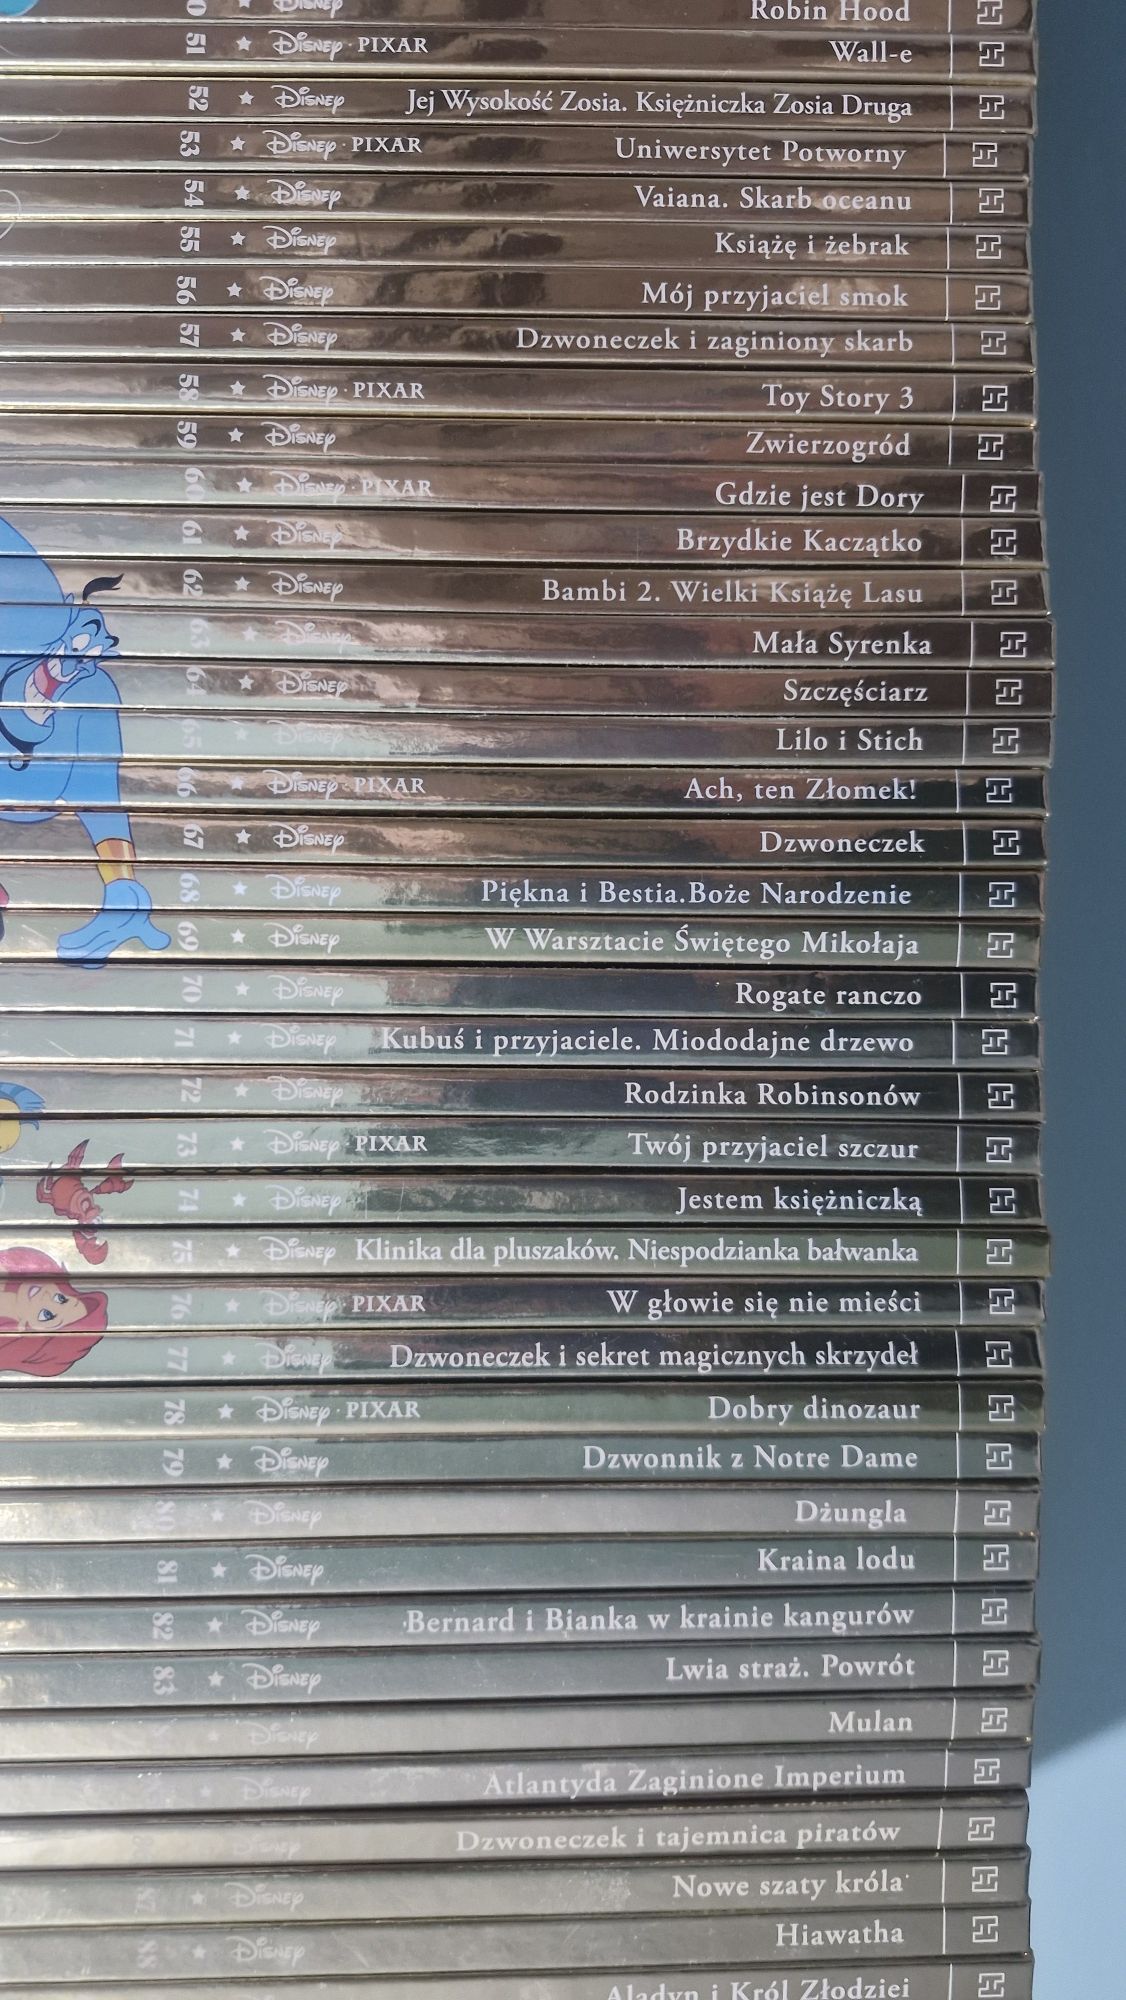 Disney Robin Hood
51 Disney · PIXAR Wall-e
52 Disney Jej Wysokość Zosia. Księżniczka Zosia Druga
53 Disney · PIXAR Uniwersytet Potworny
54 Disney Vaiana. Skarb oceanu
55 Disney Książę i żebrak
56 Disney Mój przyjaciel smok
57 Disney Dzwoneczek i zaginiony skarb
58 Disney · PIXAR Toy Story 3
59 Disney Zwierzogród
60 Disney · PIXAR Gdzie jest Dory
61 Disney Brzydkie Kaczątko
62 Disney Bambi 2. Wielki Książę Lasu
63 Disney Mała Syrenka
64 Disney Szczęściarz
65 Disney Lilo i Stich
66 Disney · PIXAR Ach, ten Złomek!
67 Disney Dzwoneczek
68 Disney Piękna i Bestia.Boże Narodzenie
69 Disney W Warsztacie Świętego Mikołaja
70 Disney Rogate ranczo
71 Disney Kubuś i przyjaciele. Miododajne drzewo
72 Disney Rodzinka Robinsonów
73 Disney · PIXAR Twój przyjaciel szczur
74 Disney Jestem księżniczką
75 Disney Klinika dla pluszaków. Niespodzianka bałwanka
76 Disney · PIXAR W głowie się nie mieści
77 Disney Dzwoneczek i sekret magicznych skrzydeł
78 Disney · PIXAR Dobry dinozaur
79 Disney Dzwonnik z Notre Dame
80 Disney Dżungla
81 Disney Kraina lodu
82 Disney Bernard i Bianka w krainie kangurów
83 Disney Lwia straż. Powrót
Disney Mulan
Disney Atlantyda Zaginione Imperium
Disney Dzwoneczek i tajemnica piratów
87 Disney Nowe szaty króla
88 Disney Hiawatha
Aladyn i Król Złodziei